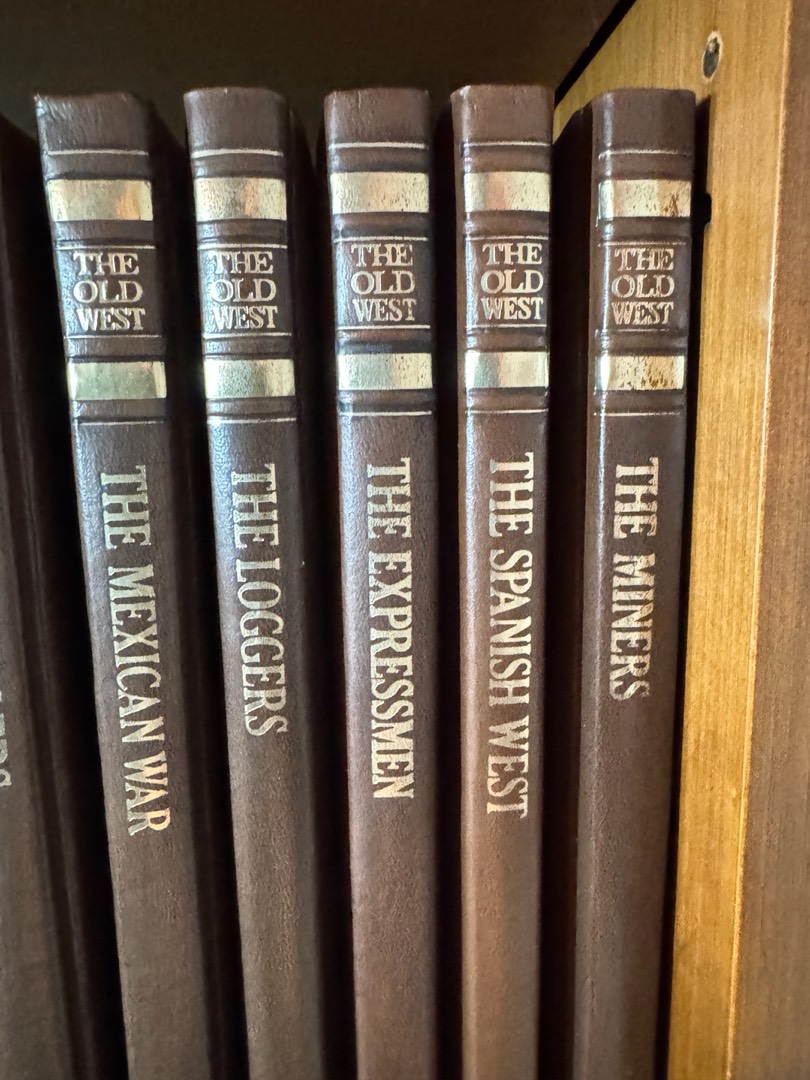 THE
OLD
WEST
THE MEXICAN WAR
THE
OLD
WEST
THE LOGGERS
THE
OLD
WEST
THE EXPRESSMEN
THE
OLD
WEST
THE SPANISH WEST
THE
OLD
WEST
THE MINERS